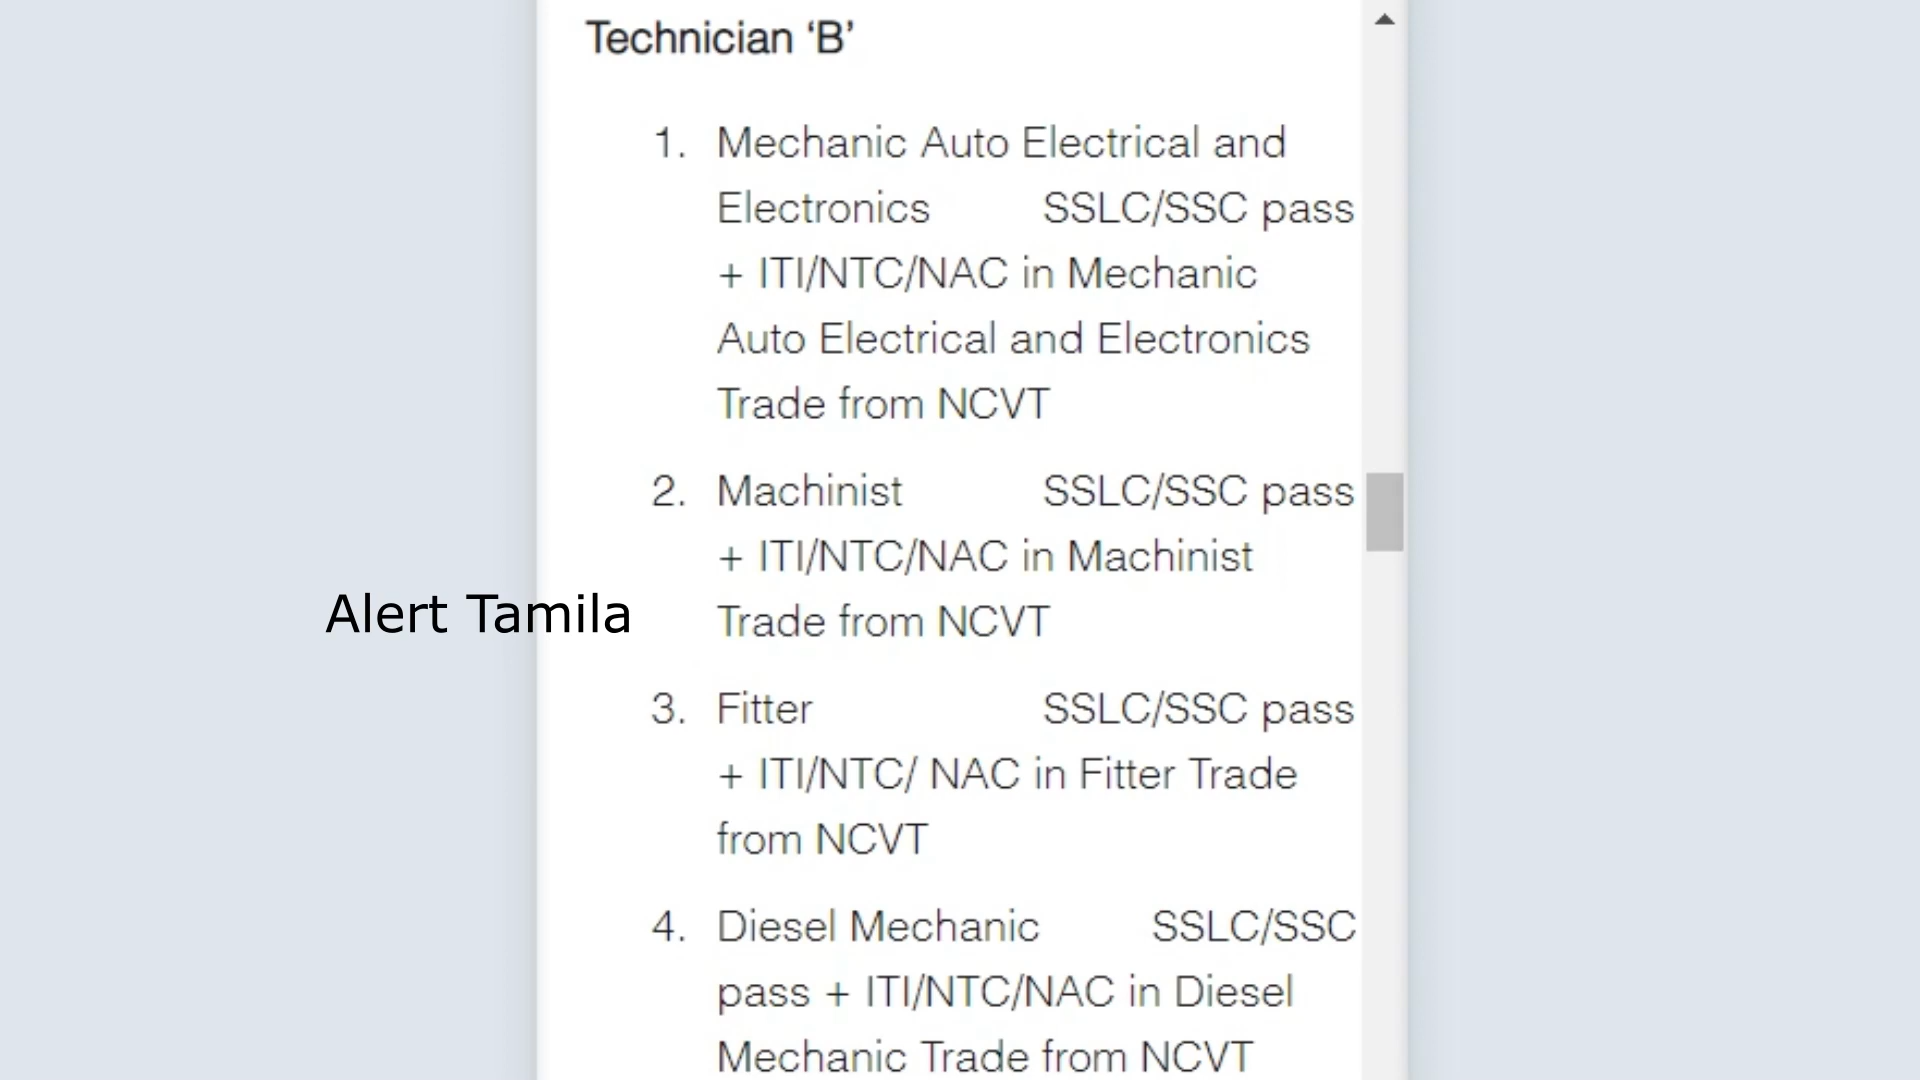 Technician ‘B’
1. Mechanic Auto Electrical and
Electronics SSLC/SSC pass
+ ITI/NTC/NAC in Mechanic
Auto Electrical and Electronics
Trade from NCVT
2. Machinist SSLC/SSC pass
+ ITI/NTC/NAC in Machinist
Trade from NCVT
Alert Tamila
3. Fitter SSLC/SSC pass
+ ITI/NTC/ NAC in Fitter Trade
from NCVT
4. Diesel Mechanic SSLC/SSC
pass + ITI/NTC/NAC in Diesel
Mechanic Trade from NCVT